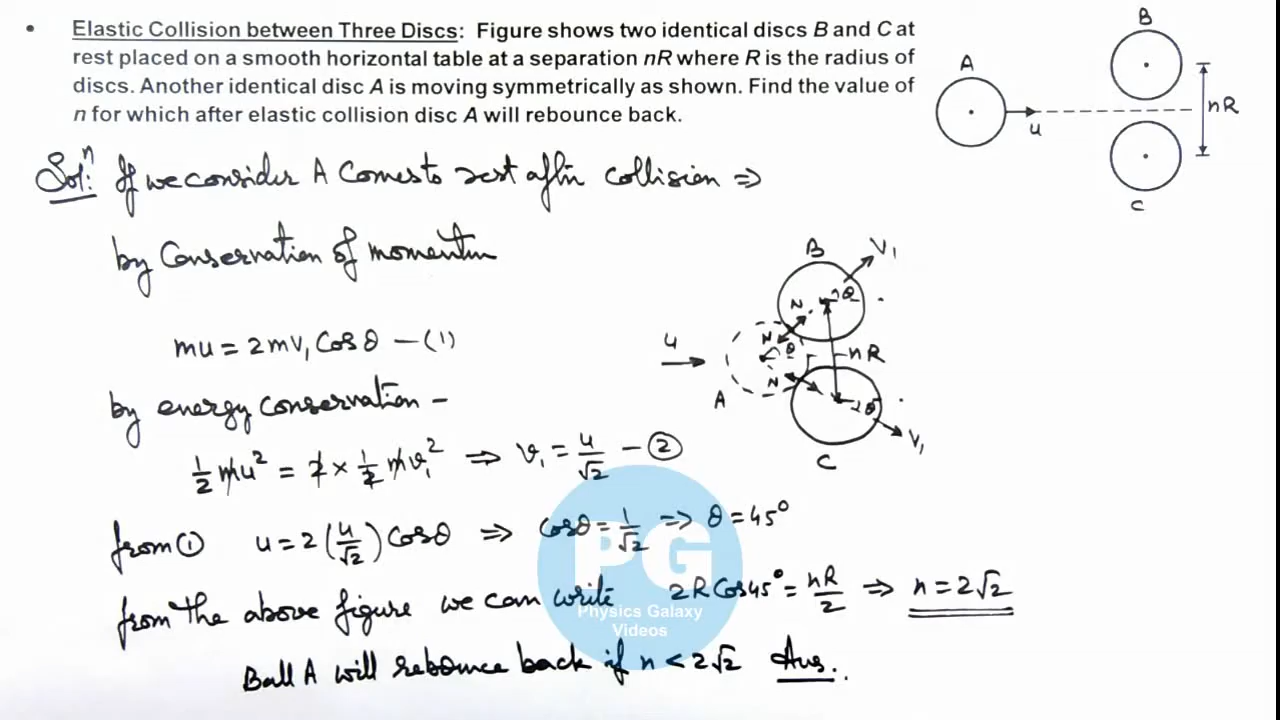 • Elastic Collision between Three Discs: Figure shows two identical discs B and C at
rest placed on a smooth horizontal table at a separation nR where R is the radius of
discs. Another identical disc A is moving symmetrically as shown. Find the value of
n for which after elastic collision disc A will rebounce back.
A
u
B
nR
C
Solⁿ: If we consider A Comes to rest after collision ⇒
by Conservation of momentum
mu = 2mv₁ Cosθ —(1)
by energy conservation -
½mu² = 2 × ½mv₁² ⇒ v₁ = u/√2 — ②
from ① u = 2(u/√2) Cosθ ⇒ Cosθ = 1/√2 ⇒ θ = 45°
from the above figure we can write 2R Cos45° = nR/2 ⇒ n = 2√2
Ball A will rebounce back if n < 2√2 Ans.
B
V₁
θ
N
N
θ
nR
u
N
A
θ
V₁
C
PG
Physics Galaxy
Videos